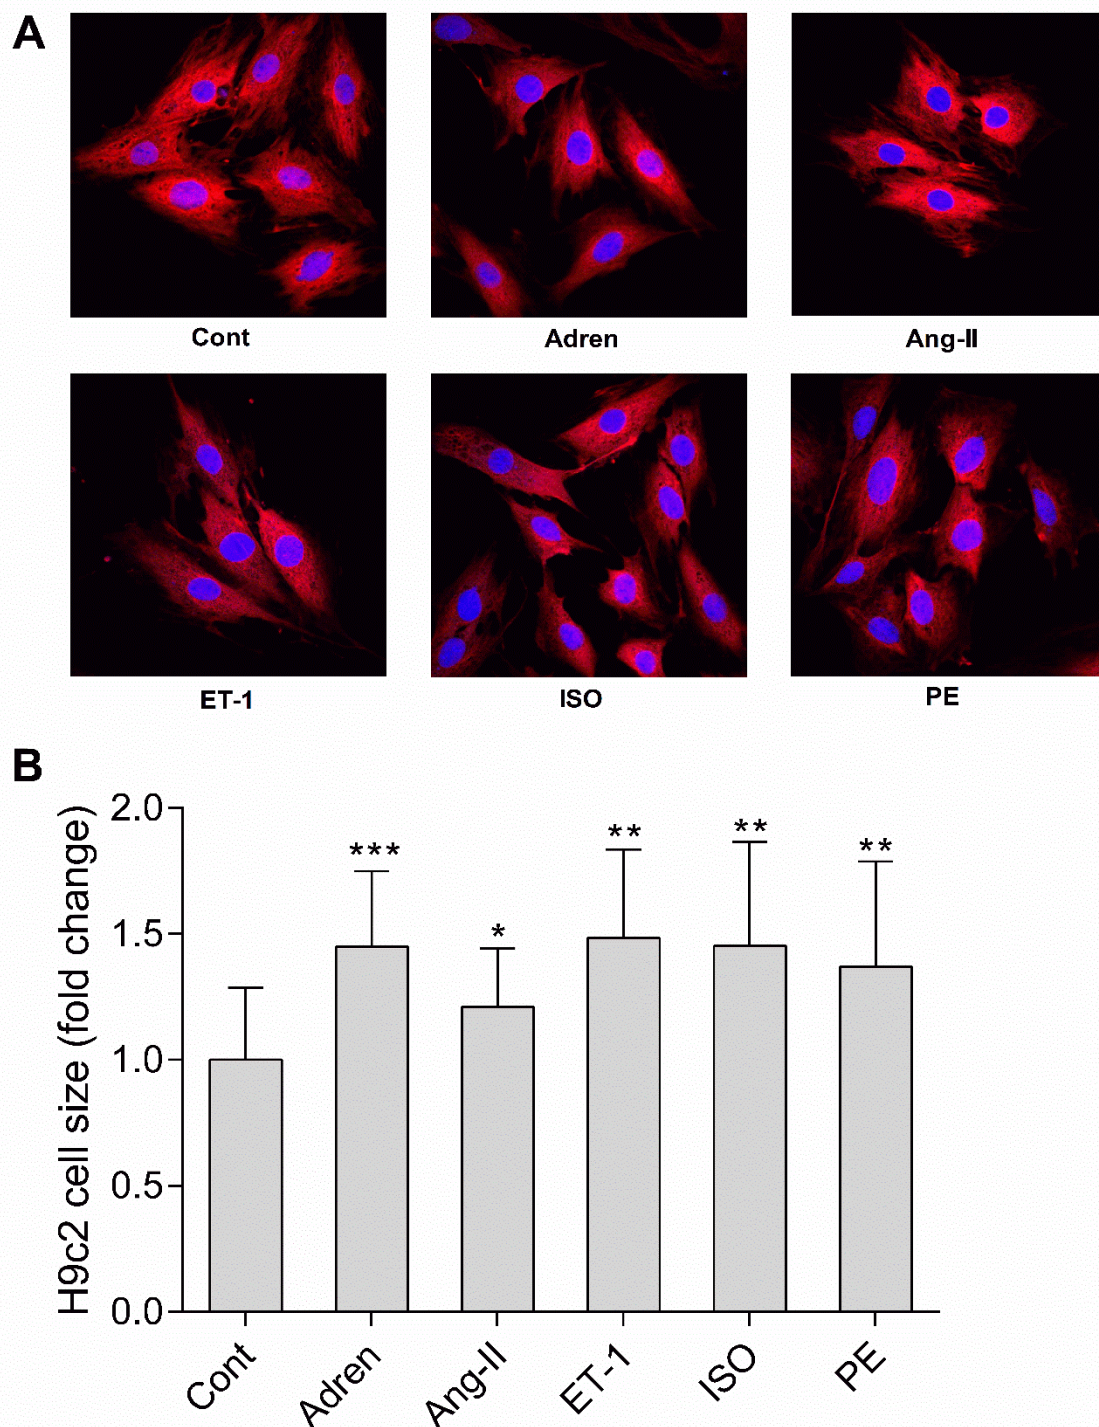 A
Cont
Adren
Ang-II
ET-1
ISO
PE
B
H9c2 cell size (fold change)
2.0
1.5
1.0
0.5
0.0
***
*
**
**
**
Cont
Adren
Ang-II
ET-1
ISO
PE